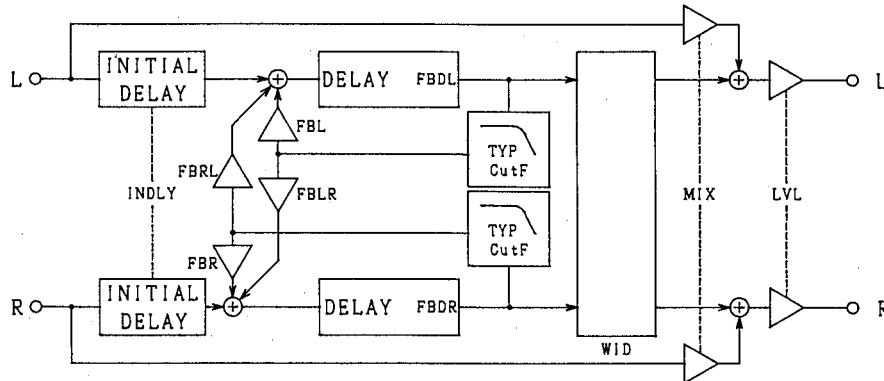 L
INITIAL
DELAY
DELAY
FBDL
L
FBL
TYP
CutF
FBRL
INDLY
FBLR
MIX
LVL
FBR
TYP
CutF
R
INITIAL
DELAY
DELAY
FBDR
R
WID